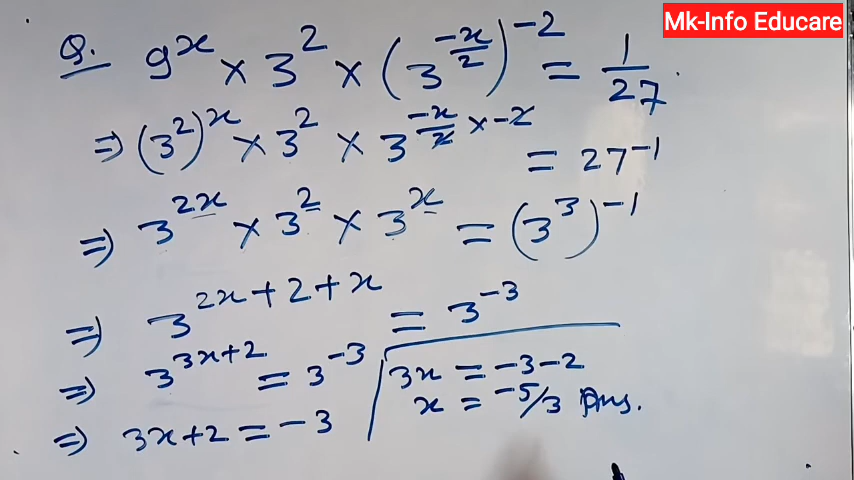 Mk-Info Educare
Q. 9^x × 3^2 × (3^(-x/2))^-2 = 1/27.
⇒ (3^2)^x × 3^2 × 3^(-x/2 × -2) = 27^-1
⇒ 3^2x × 3^2 × 3^x = (3^3)^-1
⇒ 3^(2x+2+x) = 3^-3
⇒ 3^(3x+2) = 3^-3
⇒ 3x+2 = -3
3x = -3-2
x = -5/3 Ans.